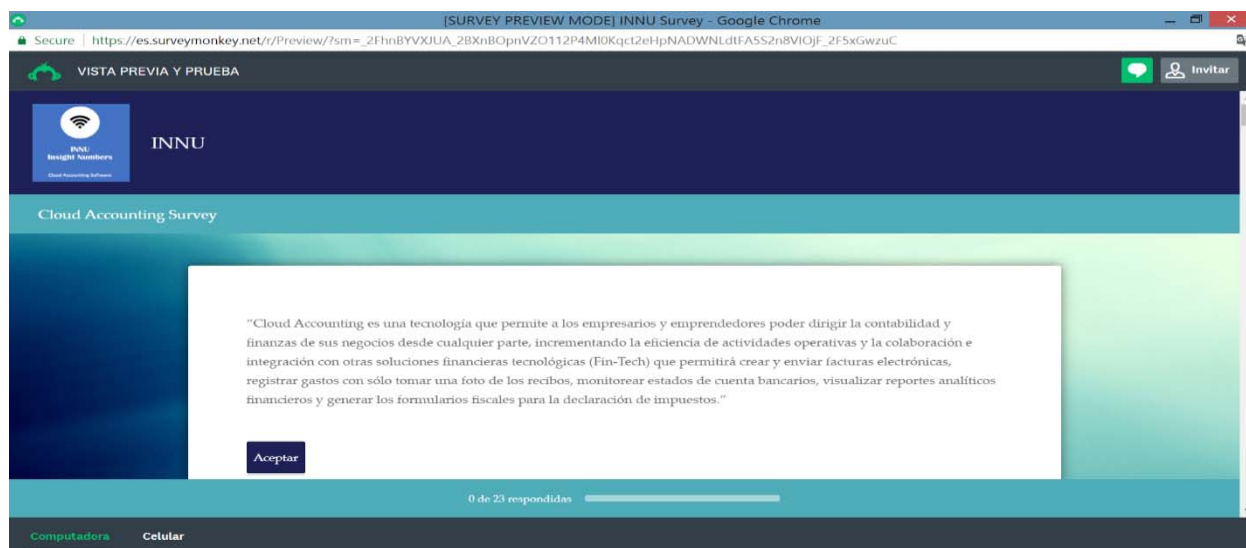 [SURVEY PREVIEW MODE] INNU Survey - Google Chrome
Secure | https://es.surveymonkey.net/r/Preview/?sm=_2FhnBYVXJUA_2BXnBOpnVZO112P4MI0Kqct2eHpNADWNLdtFA5S2n8VIOjF_2F5xGwzuC
VISTA PREVIA Y PRUEBA
Invitar
INNU
Insight Numbers
Cloud Accounting Software
INNU
Cloud Accounting Survey
"Cloud Accounting es una tecnología que permite a los empresarios y emprendedores poder dirigir la contabilidad y
finanzas de sus negocios desde cualquier parte, incrementando la eficiencia de actividades operativas y la colaboración e
integración con otras soluciones financieras tecnológicas (Fin-Tech) que permitirá crear y enviar facturas electrónicas,
registrar gastos con sólo tomar una foto de los recibos, monitorear estados de cuenta bancarios, visualizar reportes analíticos
financieros y generar los formularios fiscales para la declaración de impuestos."
Aceptar
0 de 23 respondidas
Computadora Celular